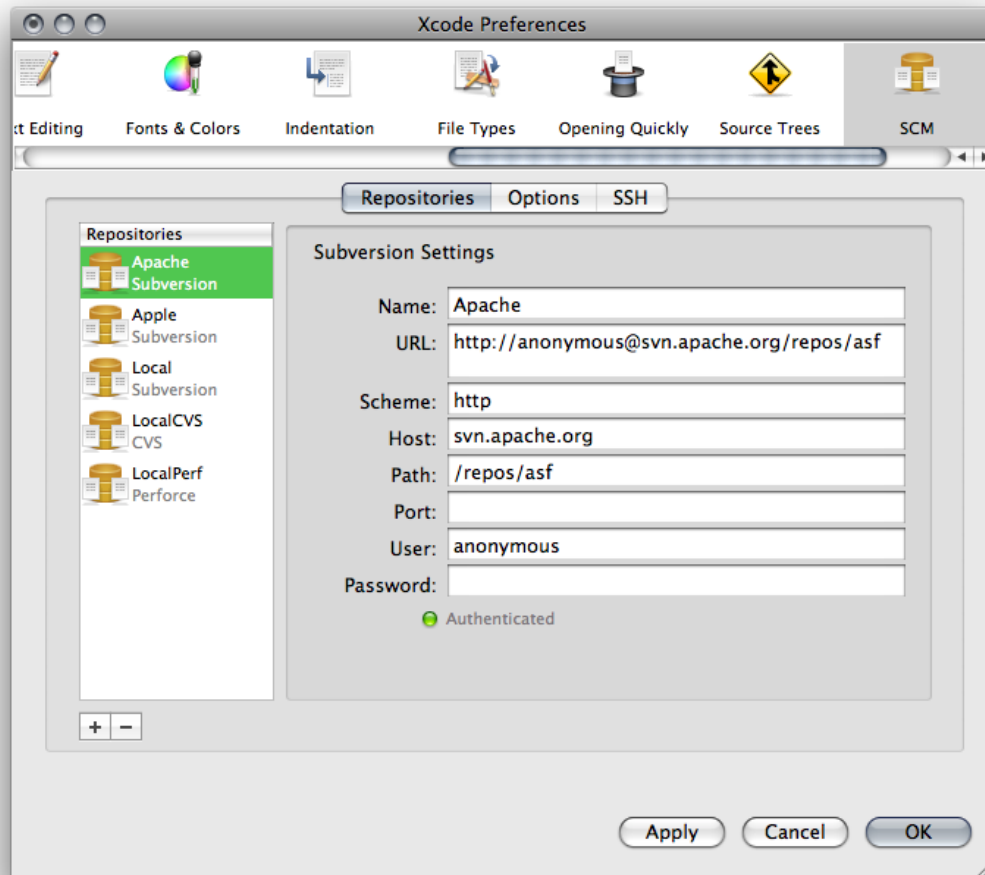 Xcode Preferences
xt Editing Fonts & Colors Indentation File Types Opening Quickly Source Trees SCM
Repositories Options SSH
Repositories
Apache
Subversion
Apple
Subversion
Local
Subversion
LocalCVS
CVS
LocalPerf
Perforce
Subversion Settings
Name: Apache
URL: http://anonymous@svn.apache.org/repos/asf
Scheme: http
Host: svn.apache.org
Path: /repos/asf
Port:
User: anonymous
Password:
Authenticated
+ −
Apply Cancel OK